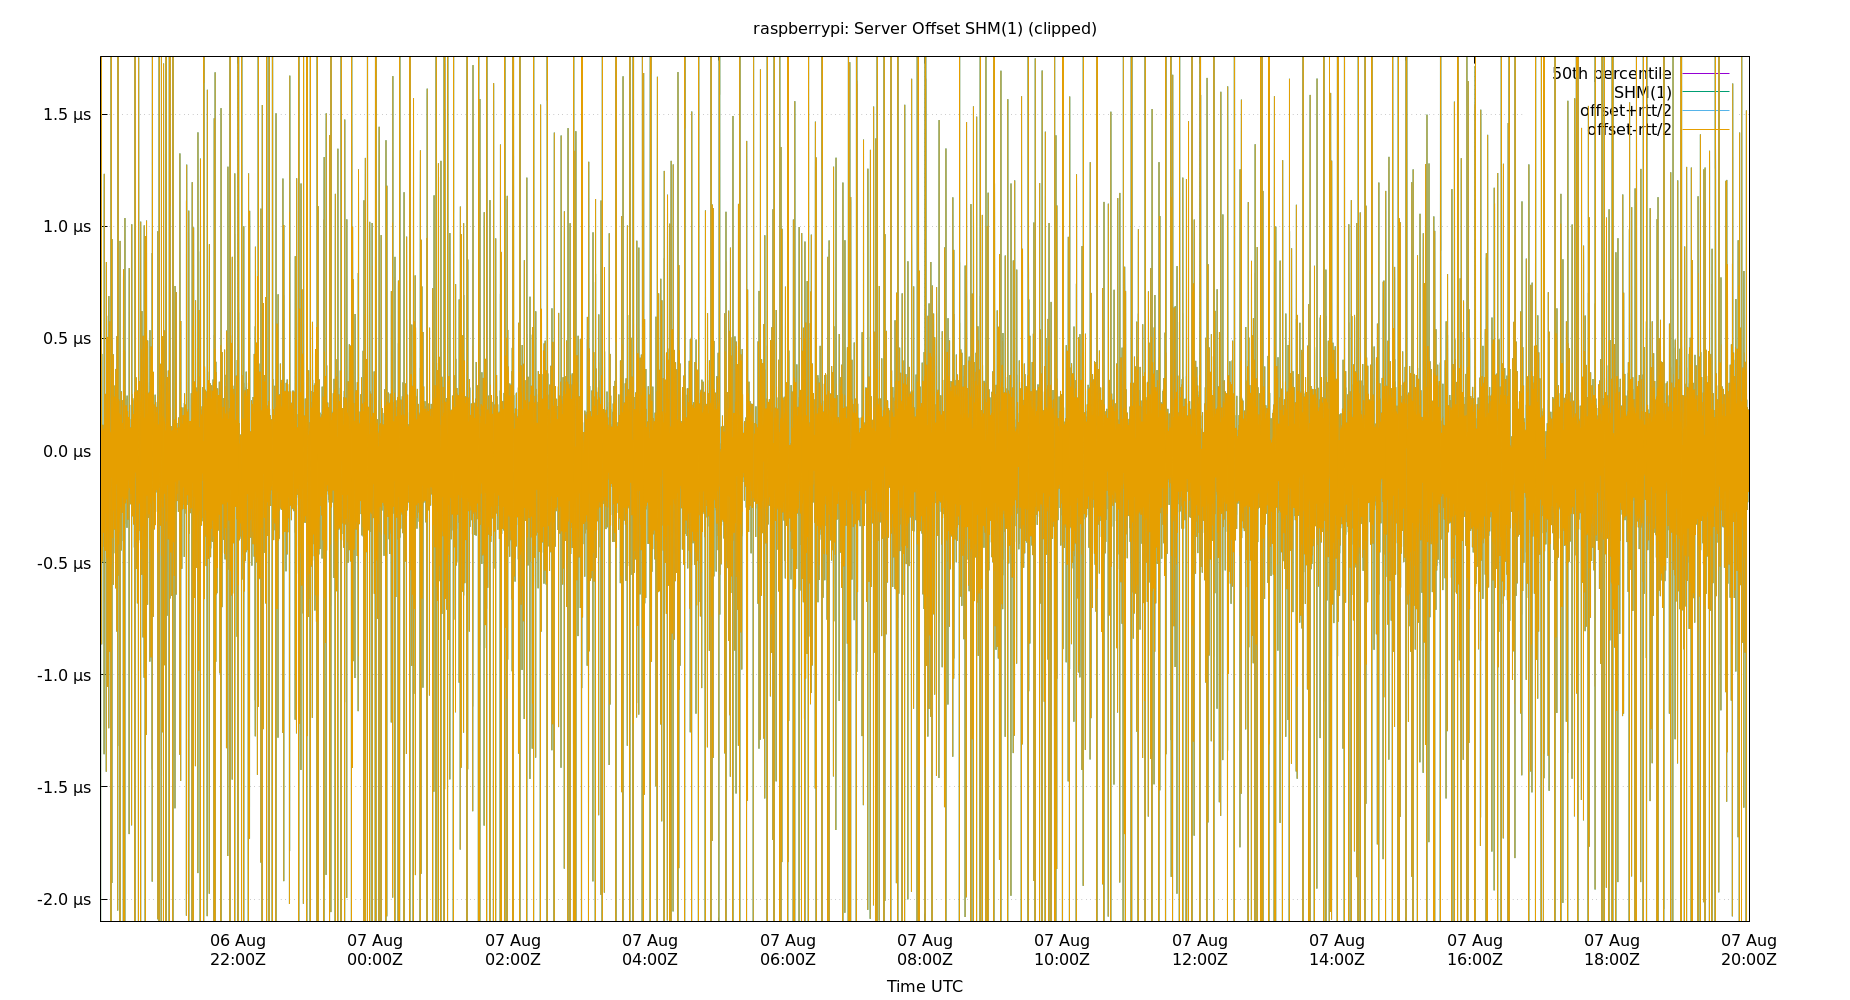 raspberrypi: Server Offset SHM(1) (clipped)
50th percentile
SHM(1)
offset+rtt/2
offset-rtt/2
1.5 µs
1.0 µs
0.5 µs
0.0 µs
-0.5 µs
-1.0 µs
-1.5 µs
-2.0 µs
06 Aug 07 Aug 07 Aug 07 Aug 07 Aug 07 Aug 07 Aug 07 Aug 07 Aug 07 Aug 07 Aug 07 Aug
22:00Z 00:00Z 02:00Z 04:00Z 06:00Z 08:00Z 10:00Z 12:00Z 14:00Z 16:00Z 18:00Z 20:00Z
Time UTC